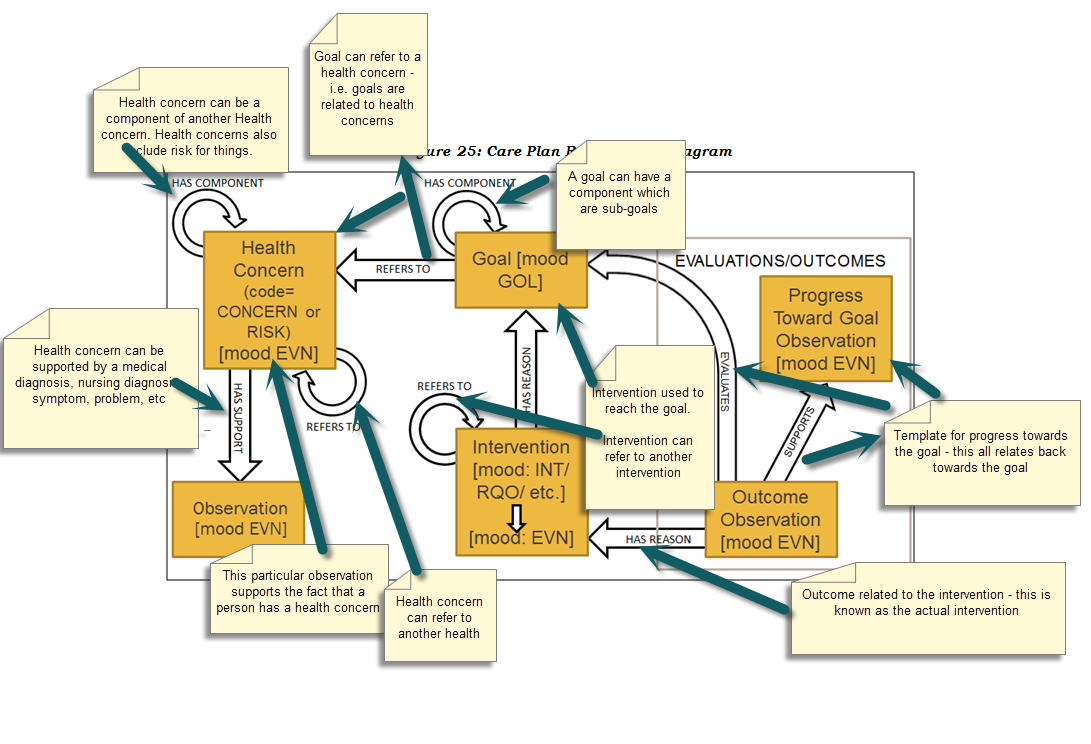 Goal can refer to a
health concern -
i.e. goals are
related to health
concerns
Health concern can be a
component of another Health
concern. Health concerns also
clude risk for things.
ure 25: Care Plan R agram
A goal can have a
component which
are sub-goals
HAS COMPONENT
HAS COMPONENT
Health
Concern
(code=
CONCERN or
RISK)
[mood EVN]
REFERS TO
Goal [mood
GOL]
EVALUATIONS/OUTCOMES
Progress
Toward Goal
Observation
[mood EVN]
Health concern can be
supported by a medical
diagnosis, nursing
symptom, problem, etc
HAS SUPPORT
REFERS TO
REFERS TO
HAS REASON
EVALUATES
SUPPORTS
Intervention used to
reach the goal.
Intervention can
refer to another
intervention
Template for progress towards
the goal - this all relates back
towards the goal
Intervention
[mood: INT/
RQO/ etc.]
[mood: EVN]
Observation
[mood EVN]
Outcome
Observation
[mood EVN]
HAS REASON
This particular observation
supports the fact that a
person has a health concern
Health concern
can refer to
another health
Outcome related to the intervention - this is
known as the actual intervention